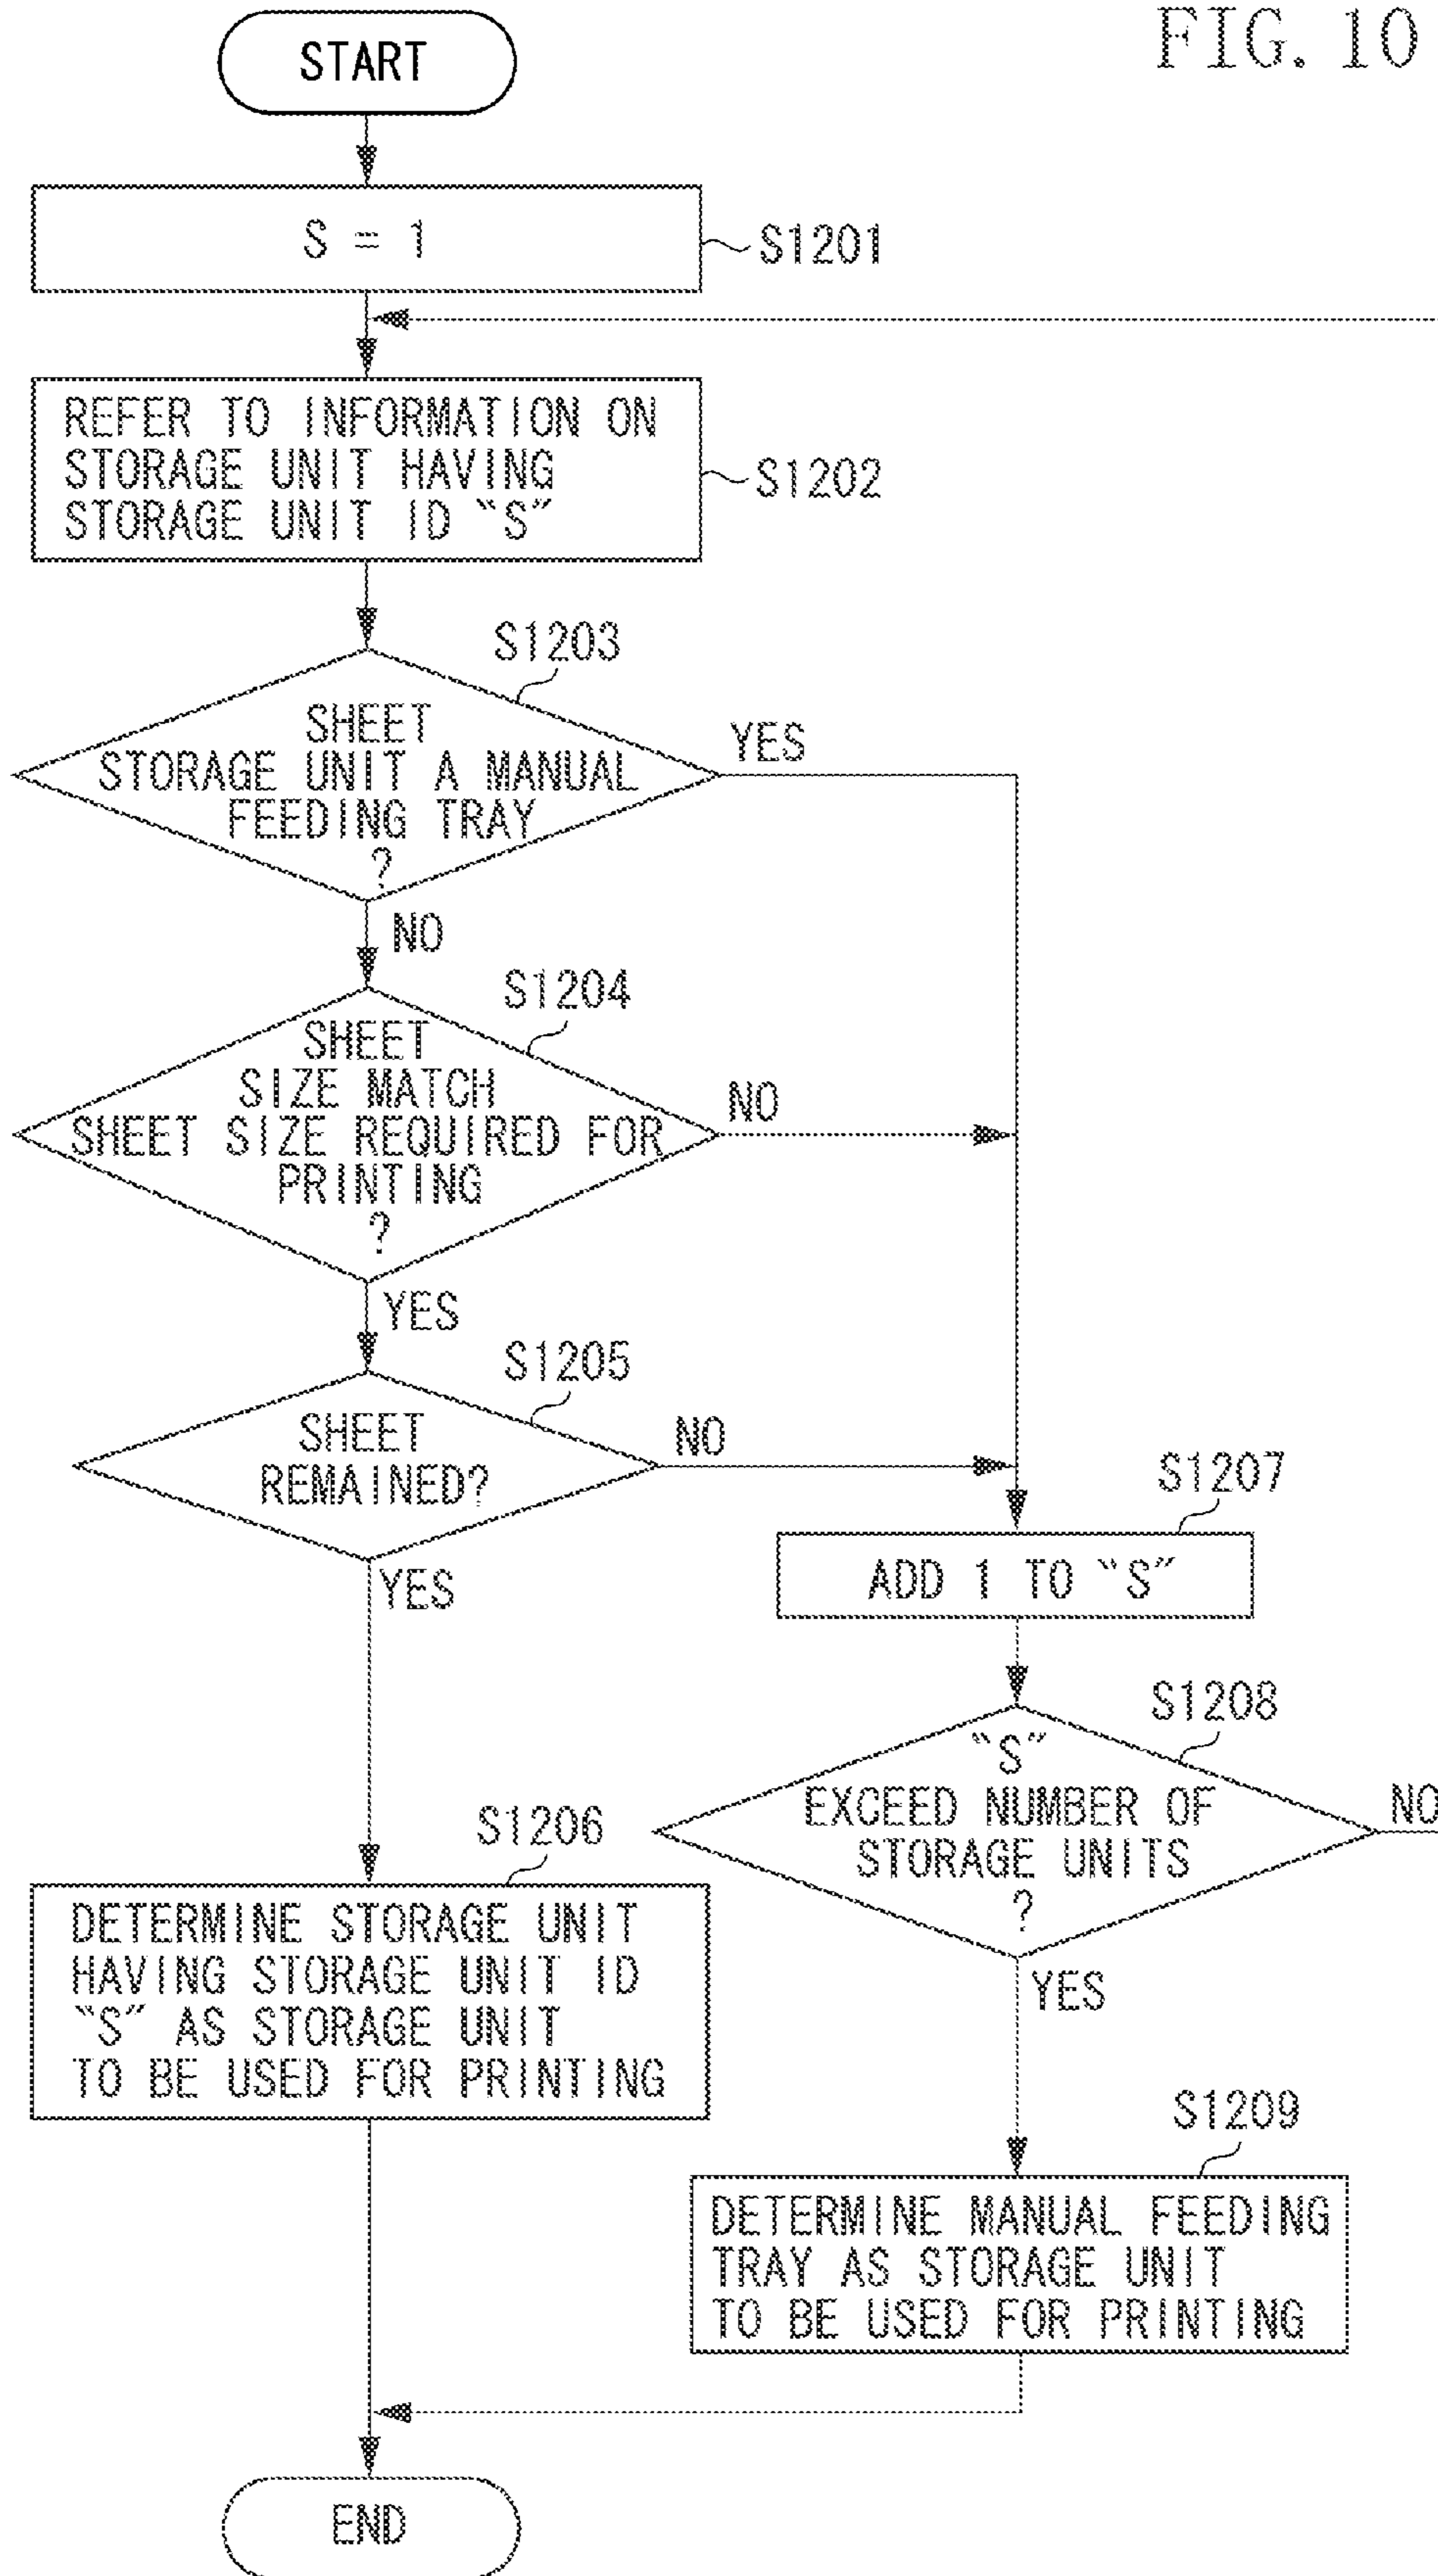 FIG. 10
START
S = 1
S1201
REFER TO INFORMATION ON
STORAGE UNIT HAVING
STORAGE UNIT ID “S”
S1202
S1203
SHEET
STORAGE UNIT A MANUAL
FEEDING TRAY
?
YES
NO
S1204
SHEET
SIZE MATCH
SHEET SIZE REQUIRED FOR
PRINTING
?
NO
YES
S1205
SHEET
REMAINED?
NO
YES
S1207
ADD 1 TO “S”
S1208
“S”
EXCEED NUMBER OF
STORAGE UNITS
?
NO
YES
S1206
DETERMINE STORAGE UNIT
HAVING STORAGE UNIT ID
“S” AS STORAGE UNIT
TO BE USED FOR PRINTING
S1209
DETERMINE MANUAL FEEDING
TRAY AS STORAGE UNIT
TO BE USED FOR PRINTING
END